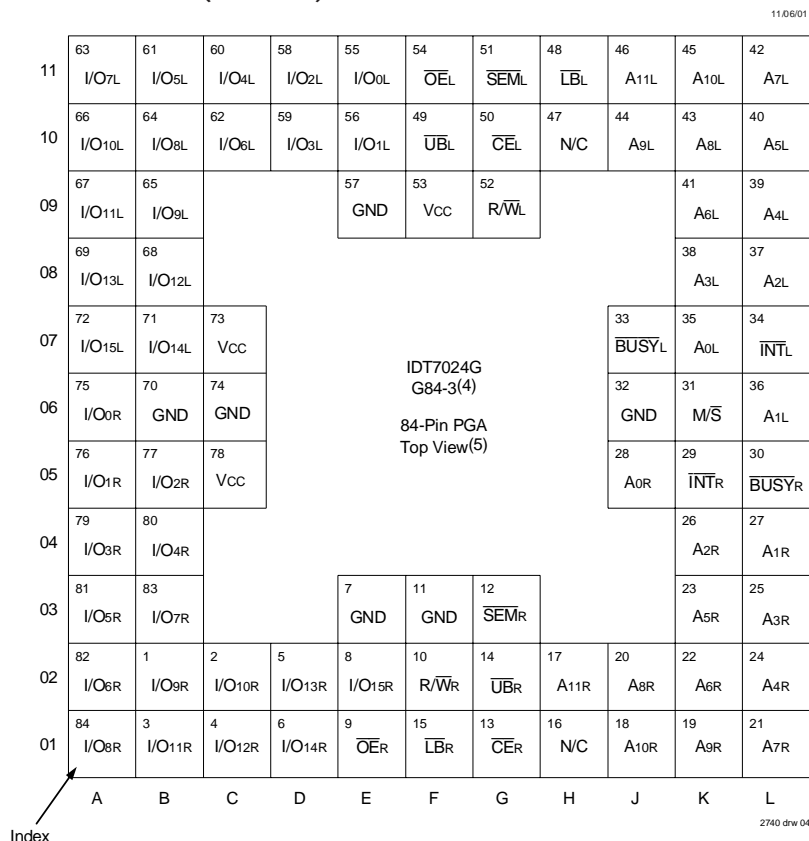 11/06/01
63 61 60 58 55 54 51 48 46 45 42
11 I/O7L I/O5L I/O4L I/O2L I/O0L OEL SEML LBL A11L A10L A7L
66 64 62 59 56 49 50 47 44 43 40
10 I/O10L I/O8L I/O6L I/O3L I/O1L UBL CEL N/C A9L A8L A5L
67 65 57 53 52 41 39
09 I/O11L I/O9L GND VCC R/WL A6L A4L
69 68 38 37
08 I/O13L I/O12L A3L A2L
72 71 73 33 35 34
07 I/O15L I/O14L VCC BUSYL A0L INTL
IDT7024G
G84-3(4)
75 70 74 32 31 36
06 I/O0R GND GND GND M/S A1L
84-Pin PGA
Top View(5)
76 77 78 28 29 30
05 I/O1R I/O2R VCC A0R INTR BUSYR
79 80 26 27
04 I/O3R I/O4R A2R A1R
81 83 7 11 12 23 25
03 I/O5R I/O7R GND GND SEMR A5R A3R
82 1 2 5 8 10 14 17 20 22 24
02 I/O6R I/O9R I/O10R I/O13R I/O15R R/WR UBR A11R A8R A6R A4R
84 3 4 6 9 15 13 16 18 19 21
01 I/O8R I/O11R I/O12R I/O14R OER LBR CER N/C A10R A9R A7R
A B C D E F G H J K L
2740 drw 04
Index